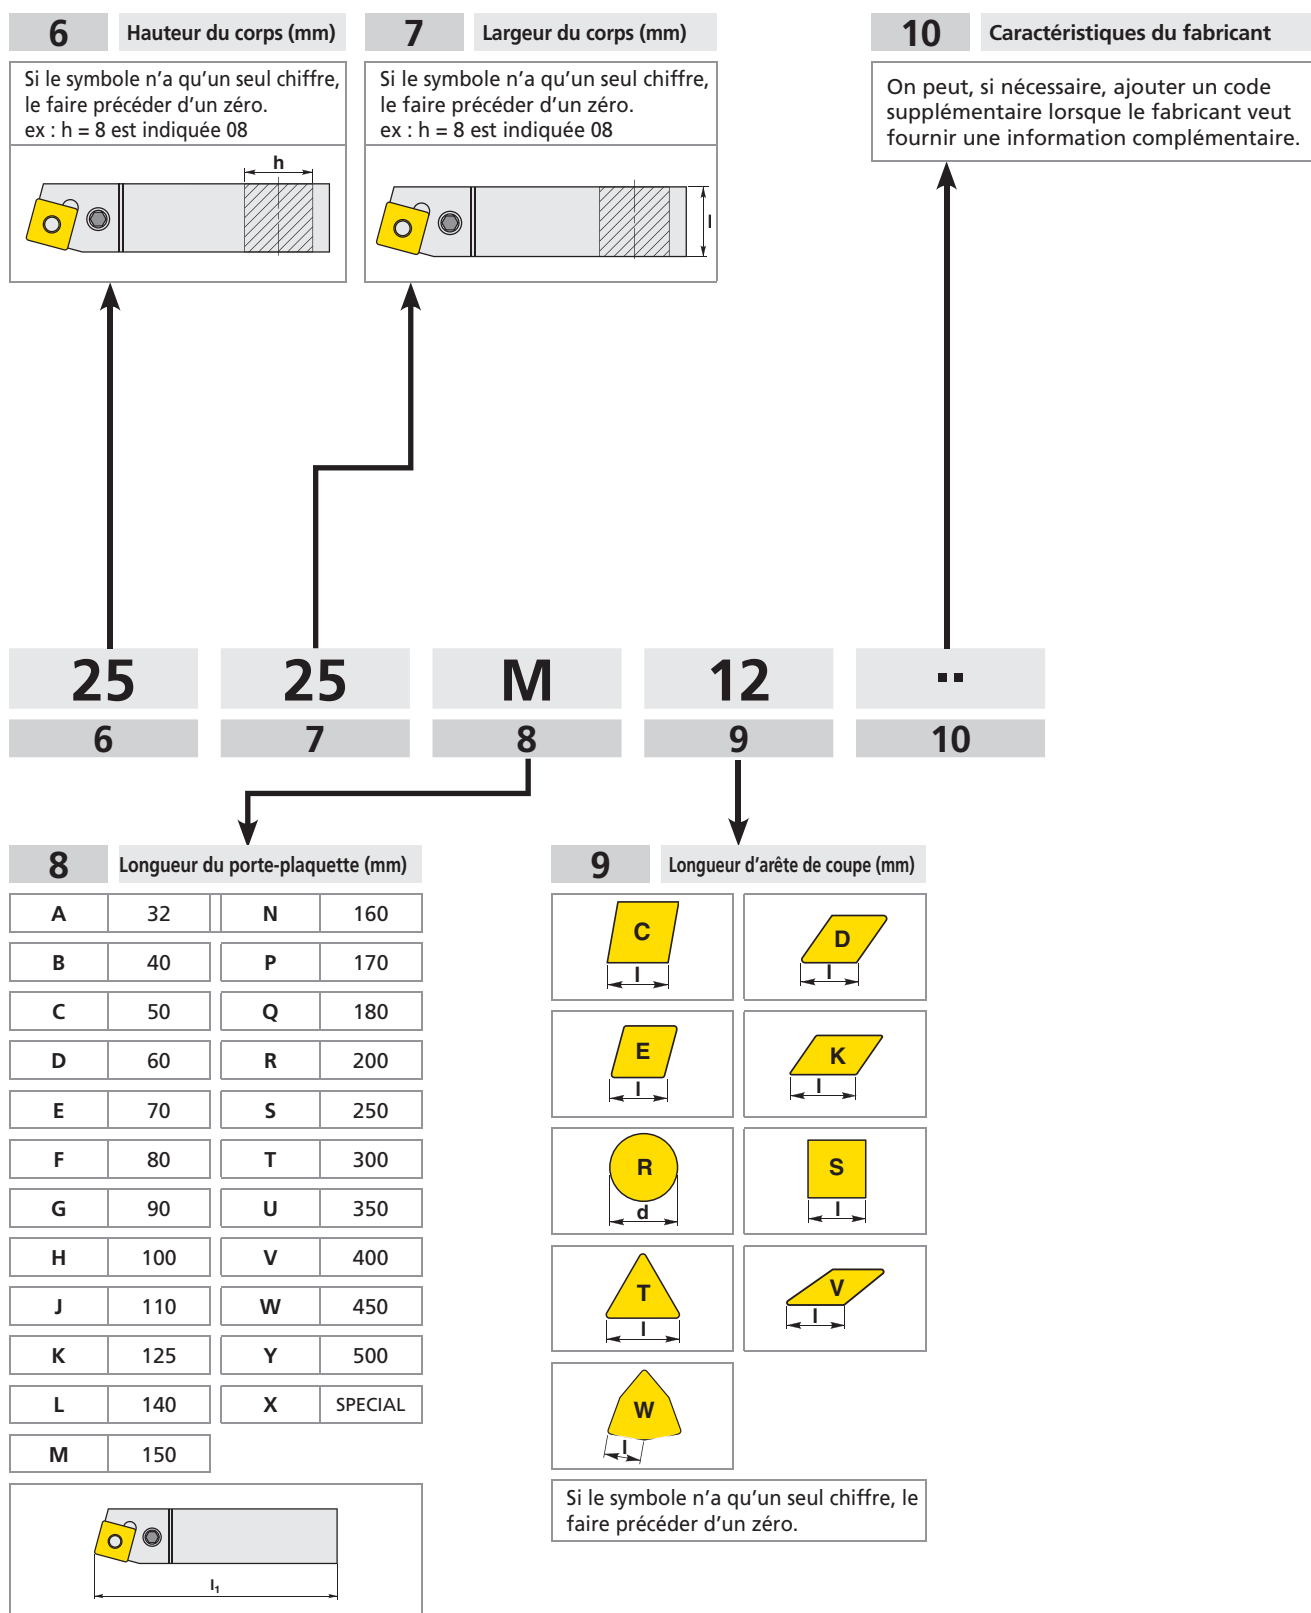 6 Hauteur du corps (mm)
Si le symbole n’a qu’un seul chiffre,
le faire précéder d’un zéro.
ex : h = 8 est indiquée 08
h
7 Largeur du corps (mm)
Si le symbole n’a qu’un seul chiffre,
le faire précéder d’un zéro.
ex : h = 8 est indiquée 08
l
10 Caractéristiques du fabricant
On peut, si nécessaire, ajouter un code
supplémentaire lorsque le fabricant veut
fournir une information complémentaire.
25 25 M 12 ..
6 7 8 9 10
8 Longueur du porte-plaquette (mm)
A 32 N 160
B 40 P 170
C 50 Q 180
D 60 R 200
E 70 S 250
F 80 T 300
G 90 U 350
H 100 V 400
J 110 W 450
K 125 Y 500
L 140 X SPECIAL
M 150
l1
9 Longueur d’arête de coupe (mm)
C D
l l
E K
l l
R S
d l
T V
l l
W
l
Si le symbole n’a qu’un seul chiffre, le
faire précéder d’un zéro.